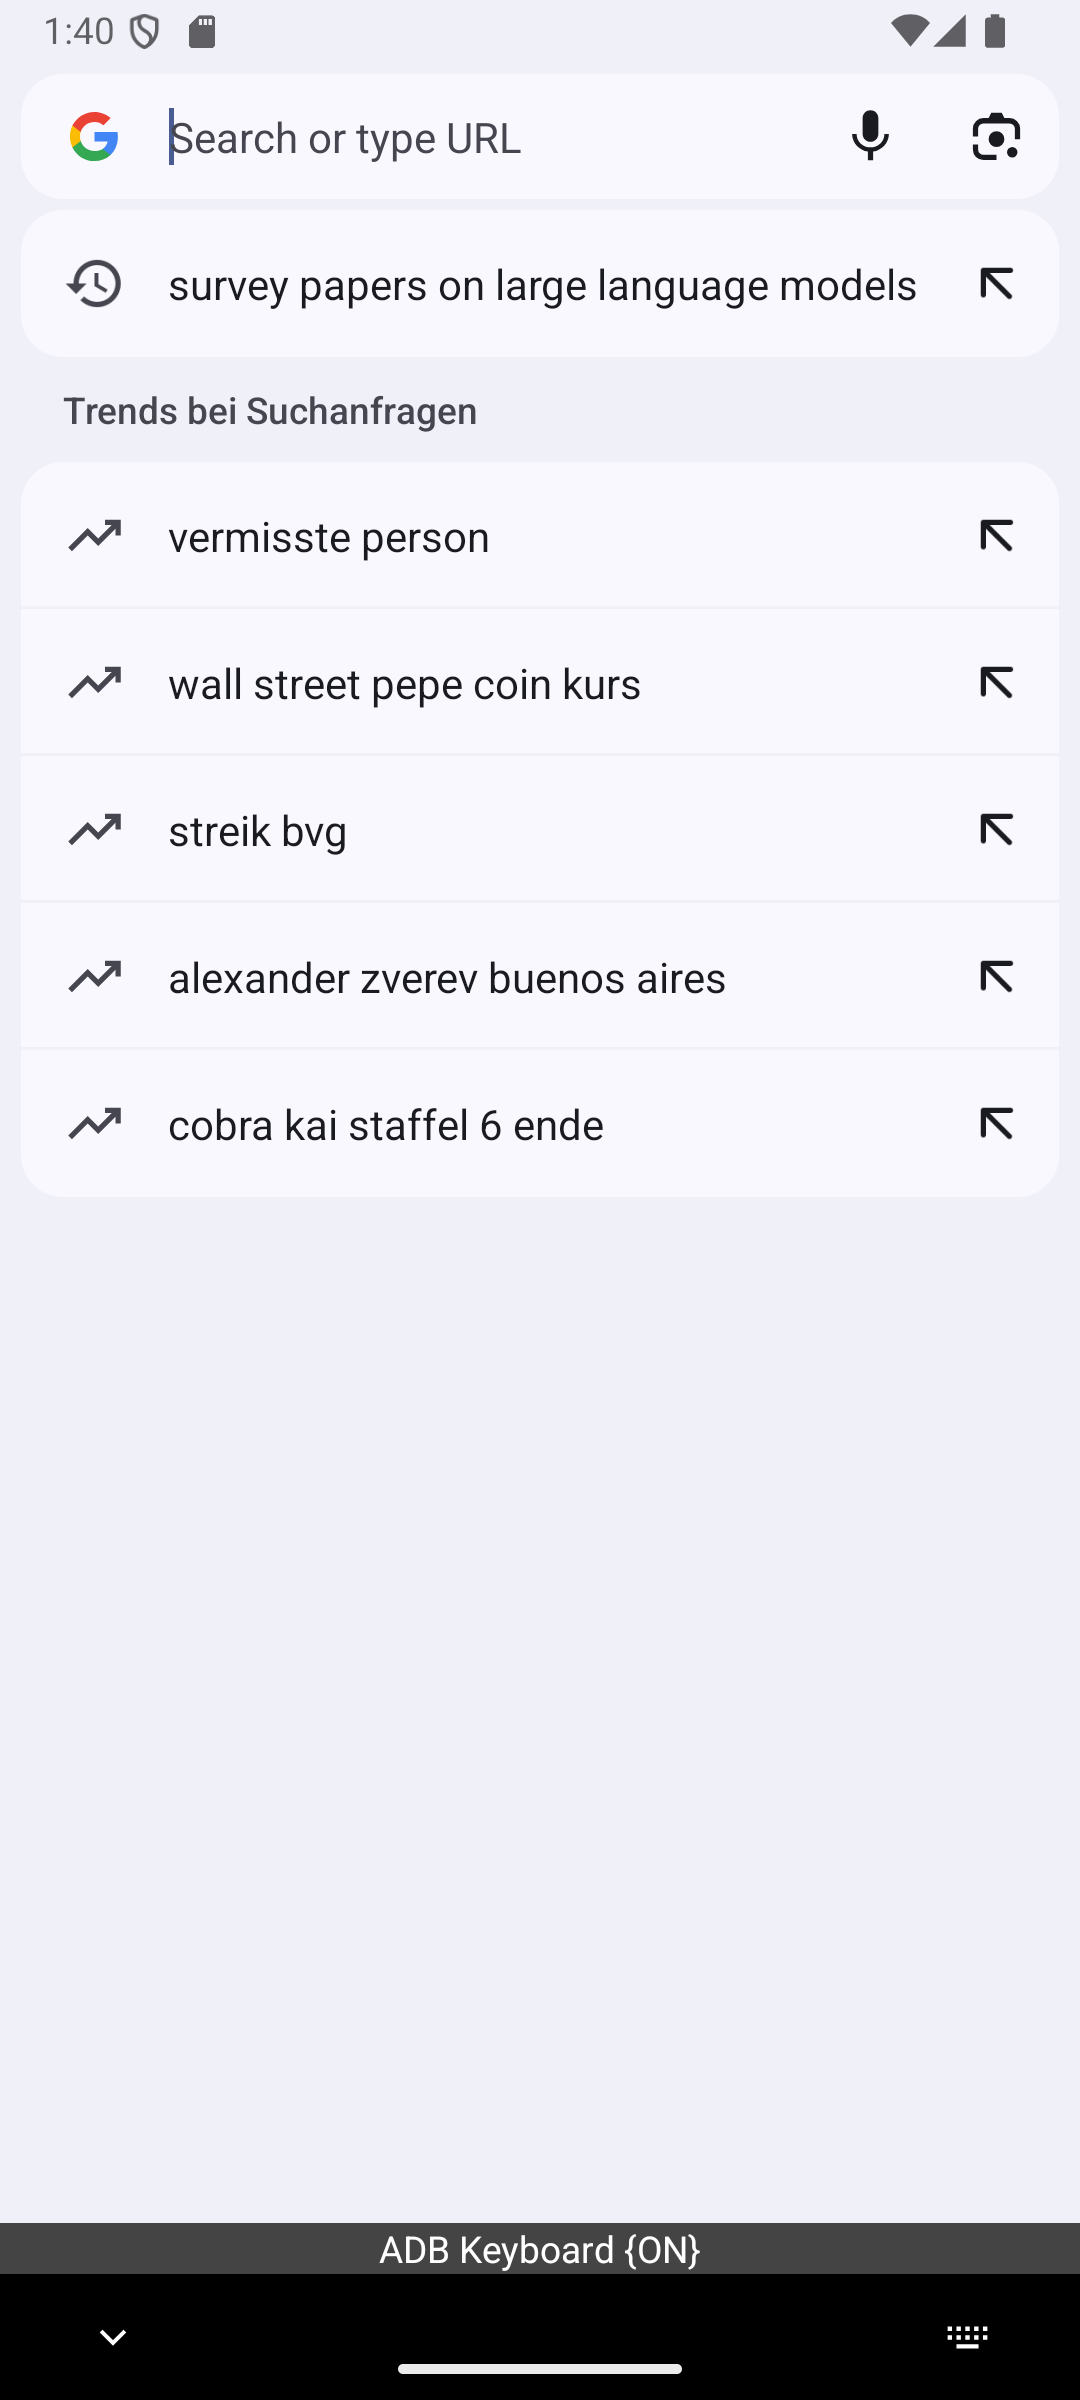 1:40
Search or type URL
survey papers on large language models
Trends bei Suchanfragen
vermisste person
wall street pepe coin kurs
streik bvg
alexander zverev buenos aires
cobra kai staffel 6 ende
ADB Keyboard {ON}